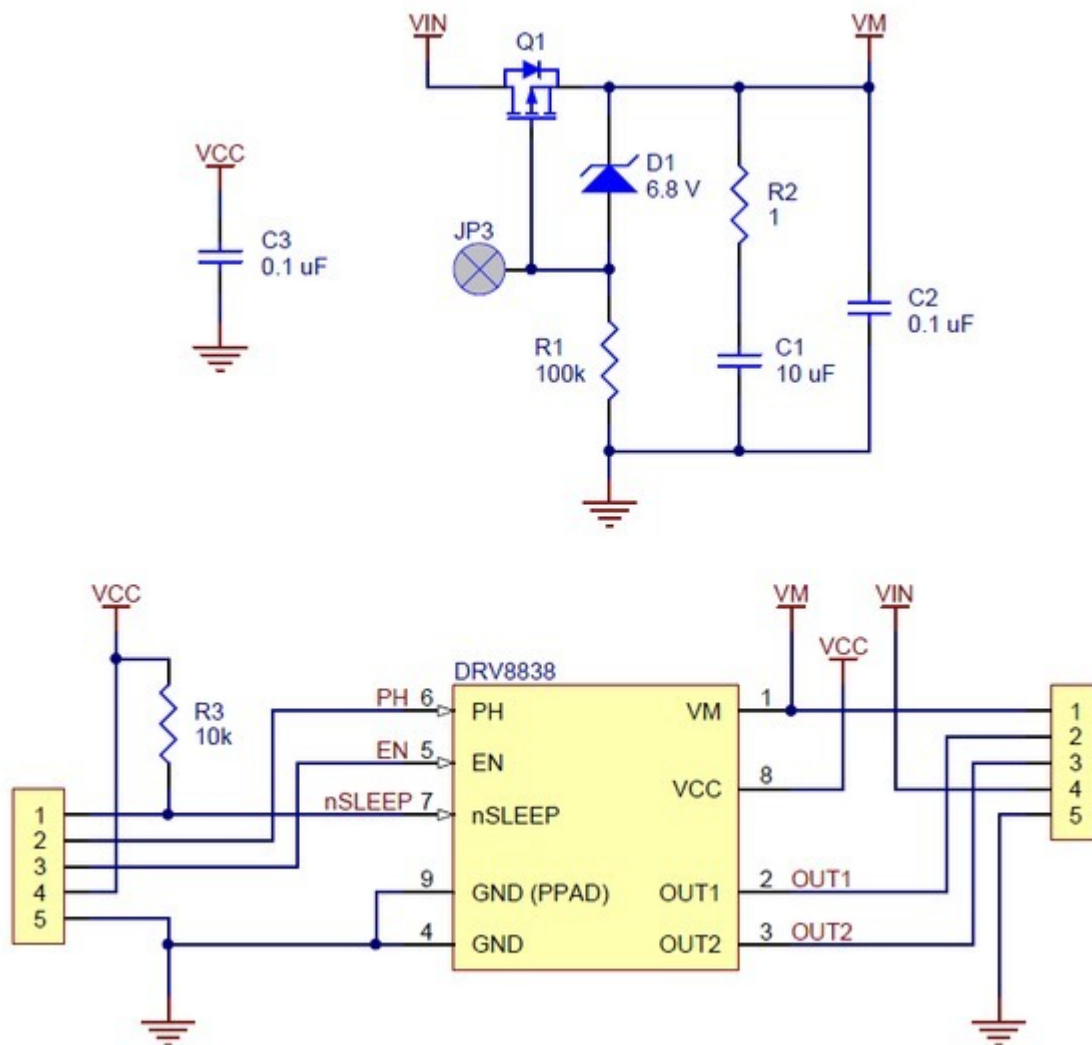 VIN
VM
Q1
VCC
D1
6.8 V
R2
1
JP3
C3
0.1 uF
C2
0.1 uF
R1
100k
C1
10 uF
VCC
VM
VIN
VCC
DRV8838
R3
10k
PH 6 PH
VM 1
1
EN 5 EN
2
3
nSLEEP 7 nSLEEP
VCC 8
4
5
1
2
3
4
5
9 GND (PPAD)
OUT1 2 OUT1
4 GND
OUT2 3 OUT2